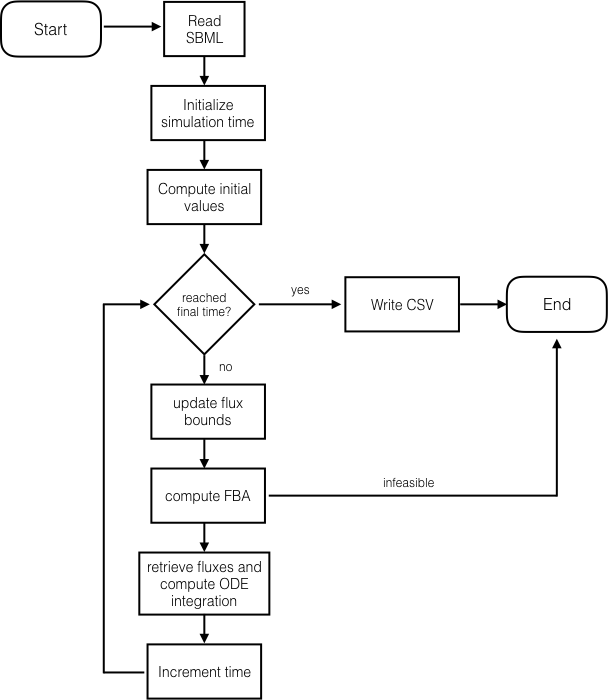 Start
Read
SBML
Initialize
simulation time
Compute initial
values
reached
final time?
yes
Write CSV
End
no
update flux
bounds
compute FBA
infeasible
retrieve fluxes and
compute ODE
integration
Increment time